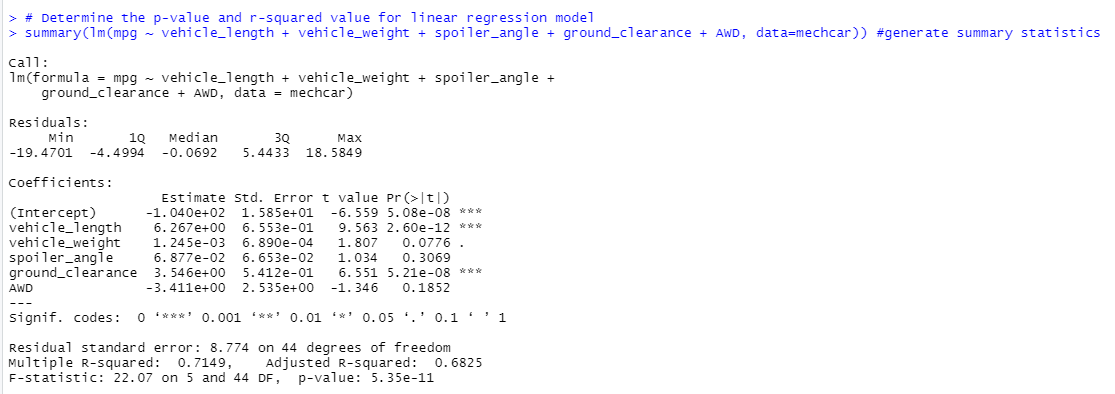 > # Determine the p-value and r-squared value for linear regression model
> summary(lm(mpg ~ vehicle_length + vehicle_weight + spoiler_angle + ground_clearance + AWD, data=mechcar)) #generate summary statistics
Call:
lm(formula = mpg ~ vehicle_length + vehicle_weight + spoiler_angle +
    ground_clearance + AWD, data = mechcar)
Residuals:
     Min       1Q   Median       3Q      Max
-19.4701  -4.4994  -0.0692   5.4433  18.5849
Coefficients:
                   Estimate Std. Error t value Pr(>|t|)
(Intercept)      -1.040e+02  1.585e+01  -6.559 5.08e-08 ***
vehicle_length    6.267e+00  6.553e-01   9.563 2.60e-12 ***
vehicle_weight    1.245e-03  6.890e-04   1.807   0.0776 .
spoiler_angle     6.877e-02  6.653e-02   1.034   0.3069
ground_clearance  3.546e+00  5.412e-01   6.551 5.21e-08 ***
AWD              -3.411e+00  2.535e+00  -1.346   0.1852
---
Signif. codes:  0 ‘***’ 0.001 ‘**’ 0.01 ‘*’ 0.05 ‘.’ 0.1 ‘ ’ 1
Residual standard error: 8.774 on 44 degrees of freedom
Multiple R-squared:  0.7149,    Adjusted R-squared:  0.6825
F-statistic: 22.07 on 5 and 44 DF,  p-value: 5.35e-11